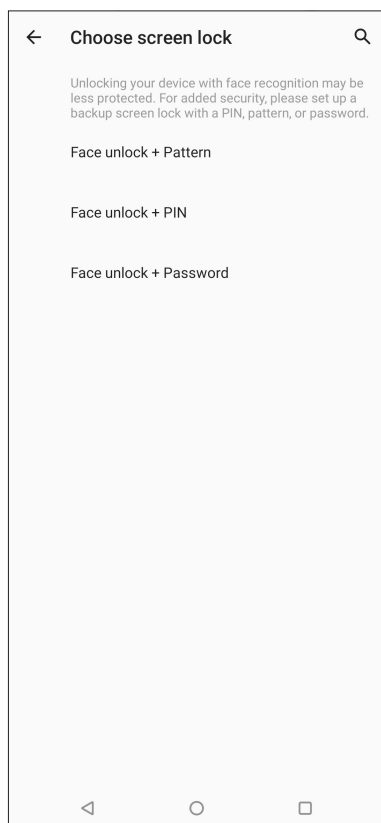 Choose screen lock
Unlocking your device with face recognition may be
less protected. For added security, please set up a
backup screen lock with a PIN, pattern, or password.
Face unlock + Pattern
Face unlock + PIN
Face unlock + Password